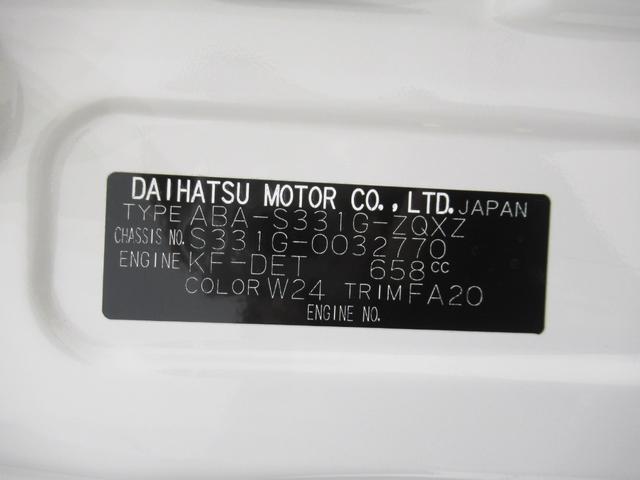 DAIHATSU MOTOR CO.,LTD. JAPAN
TYPE ABA-S331G-ZQXZ
CHASSIS NO. S331G-0032770
ENGINE KF-DET 658cc
COLOR W24 TRIM FA20
ENGINE NO.